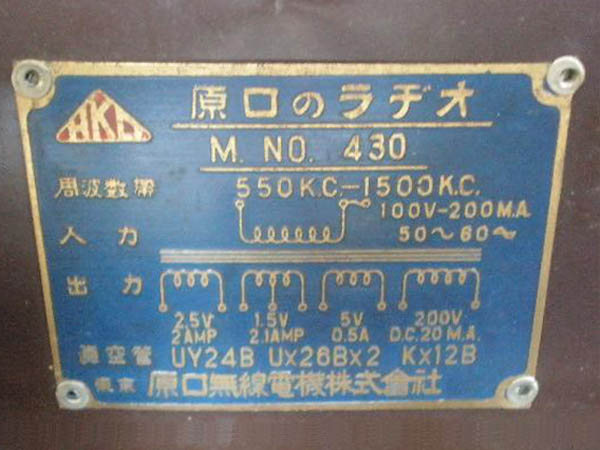 原口のラヂオ
M. NO. 430
周波数帯 550K.C.-1500K.C.
100V-200M.A.
入力 50～60～
出力
2.5V 1.5V 5V 200V
2AMP 2.1AMP 0.5A D.C.20M.A.
真空管 UY24B Ux26Bx2 Kx12B
東京 原口無線電機株式會社